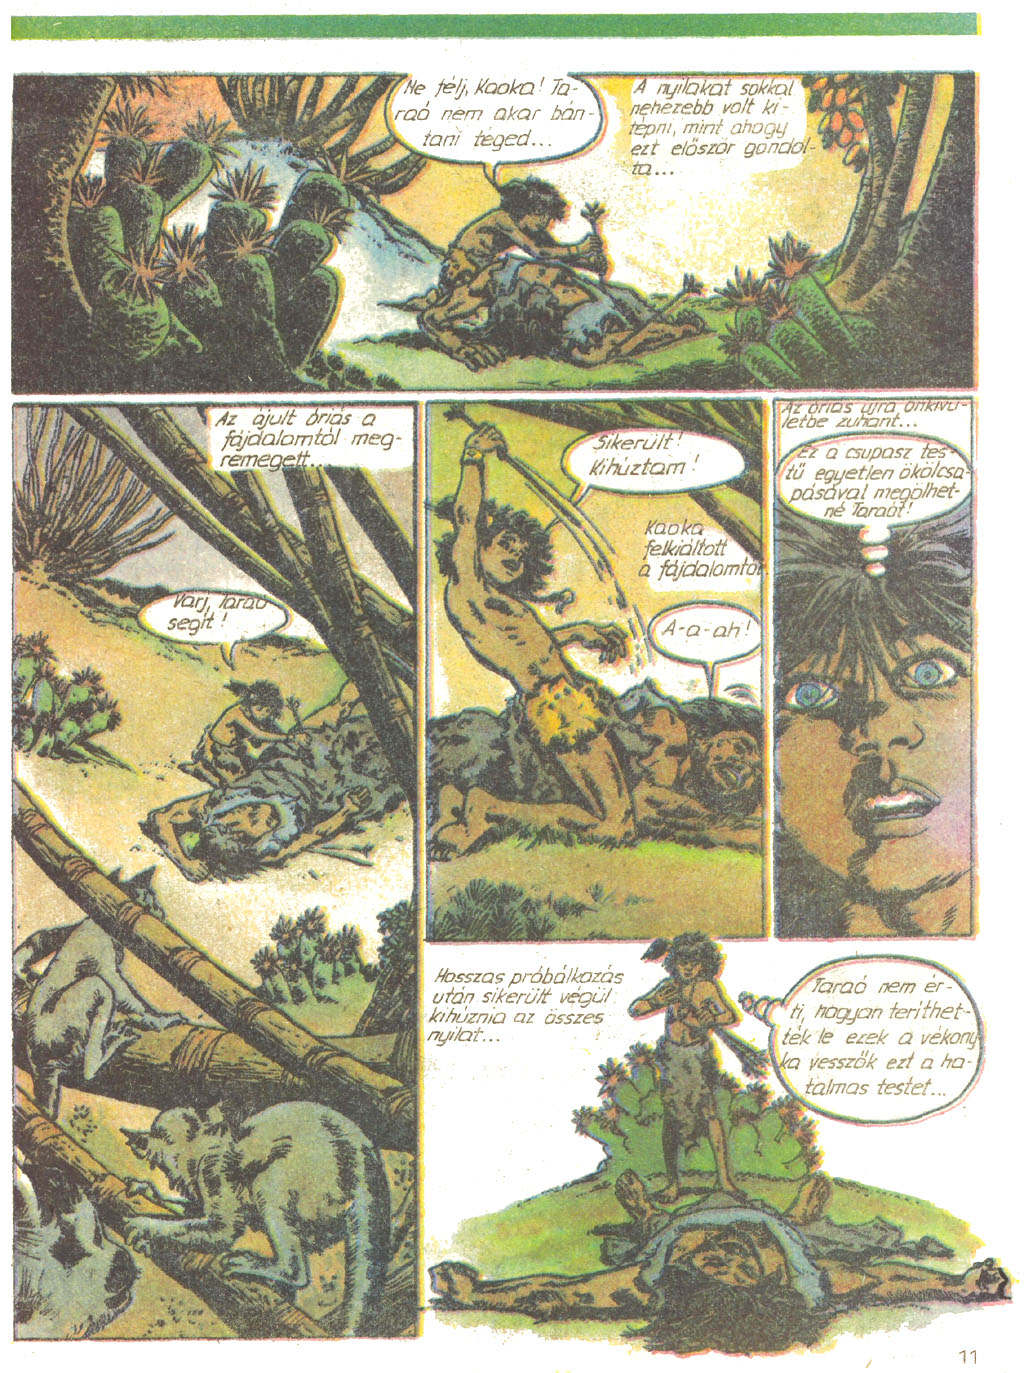 Ne félj, Kaoka! Ta-
raó nem akar bán-
tani téged...
A nyilakat sokkal
nehezebb volt ki-
tépni, mint ahogy
ezt először gondol-
ta...
Az ájult óriás a
fájdalomtól meg-
remegett...
Várj, Taraó
segít!
Sikerült!
Kihúztam!
Kaoka
felkiáltott
a fájdalomtól.
A-a-ah!
Az óriás újra önkívü-
letbe zuhant...
Ez a csupasz tes-
tű egyetlen ökölcsa-
pásával megölhet-
né Taraót!
Hosszas próbálkozás
után sikerült végül
kihúznia az összes
nyilat...
Taraó nem ér-
ti, hogyan teríthet-
ték le ezek a vékony-
ka vesszők ezt a ha-
talmas testet...
11